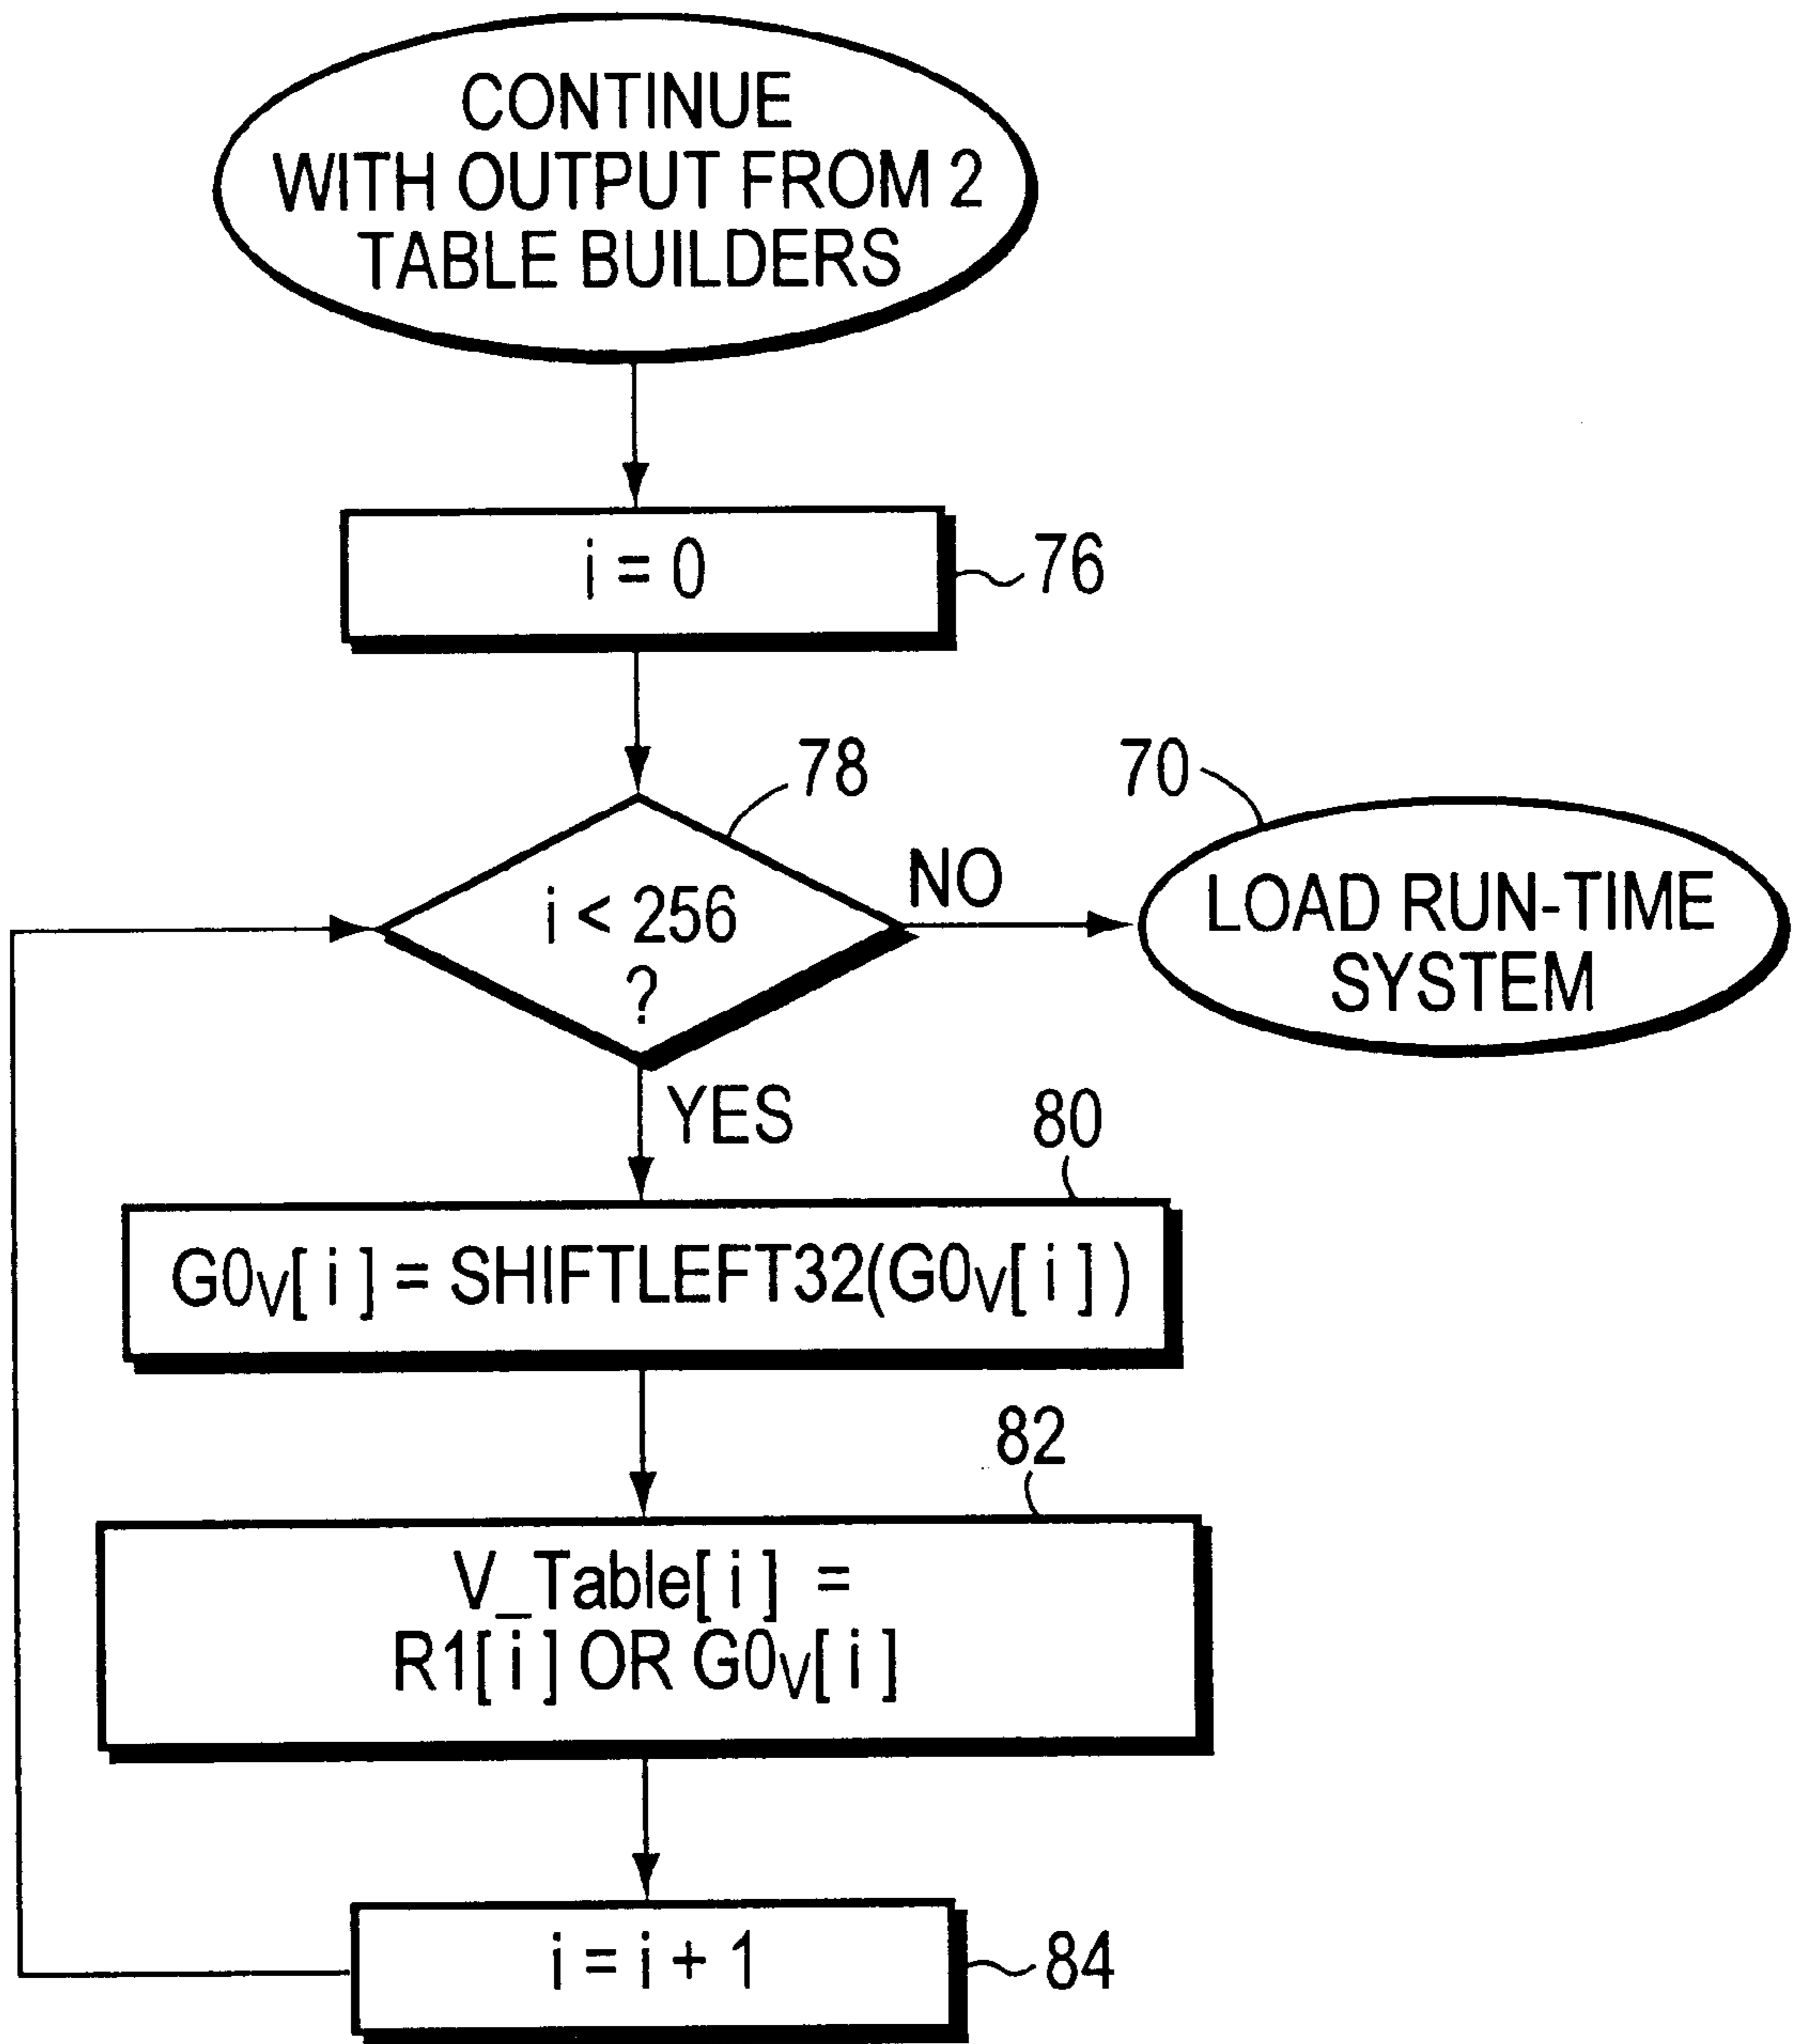 CONTINUE
WITH OUTPUT FROM 2
TABLE BUILDERS
i = 0
76
78
70
i < 256
?
NO
LOAD RUN-TIME
SYSTEM
YES
80
G0V[ i ] = SHIFTLEFT32(G0V[ i ] )
82
V_Table[ i ] =
R1[ i ] OR G0V[ i ]
i = i + 1
84